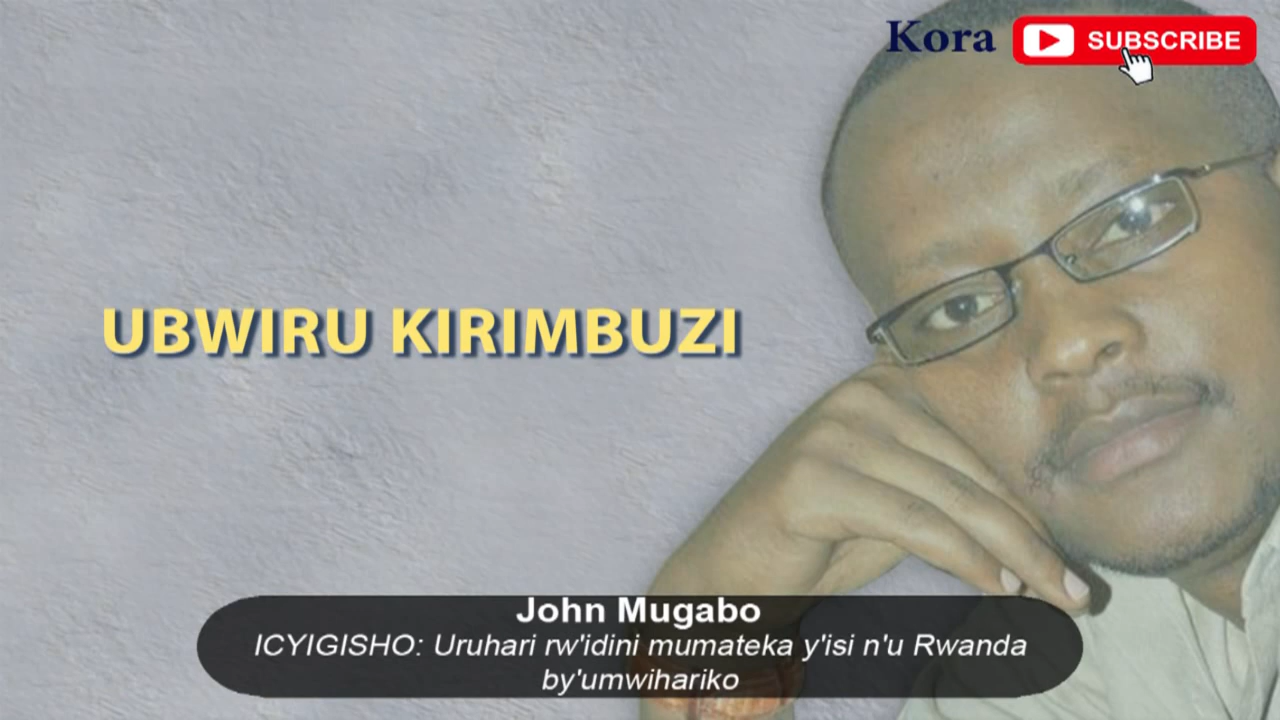 Kora SUBSCRIBE
UBWIRU KIRIMBUZI
John Mugabo
ICYIGISHO: Uruhari rw'idini mumateka y'isi n'u Rwanda
by'umwihariko